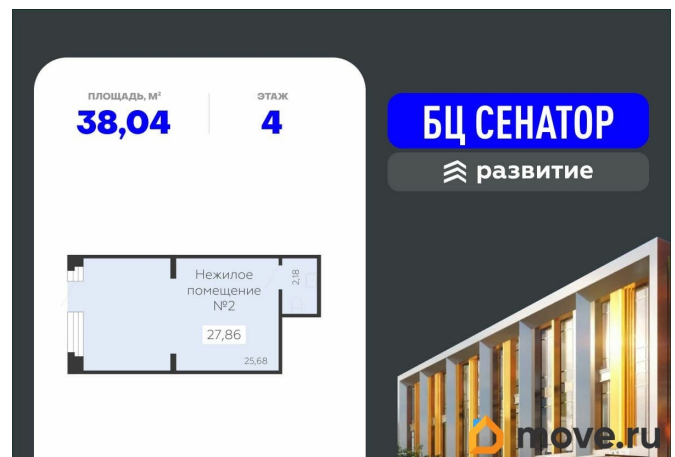 ПЛОЩАДЬ, М²
38,04
ЭТАЖ
4
БЦ СЕНАТОР
развитие
Нежилое
помещение
№2
27,86
25,68
2,18
move.ru